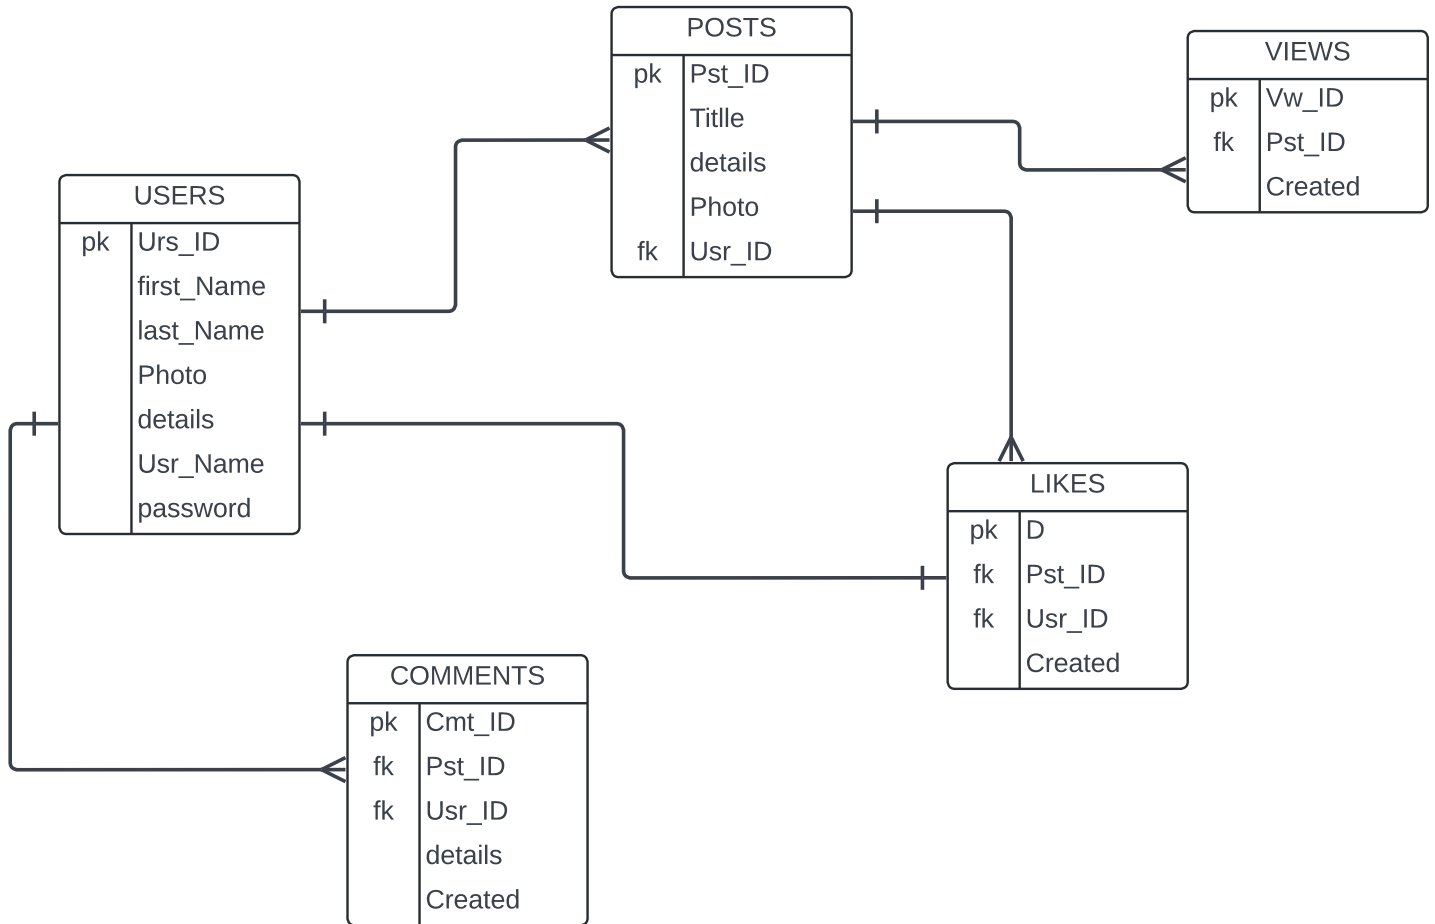 POSTS
pk Pst_ID
Titlle
details
Photo
fk Usr_ID
VIEWS
pk Vw_ID
fk Pst_ID
Created
USERS
pk Urs_ID
first_Name
last_Name
Photo
details
Usr_Name
password
LIKES
pk D
fk Pst_ID
fk Usr_ID
Created
COMMENTS
pk Cmt_ID
fk Pst_ID
fk Usr_ID
details
Created